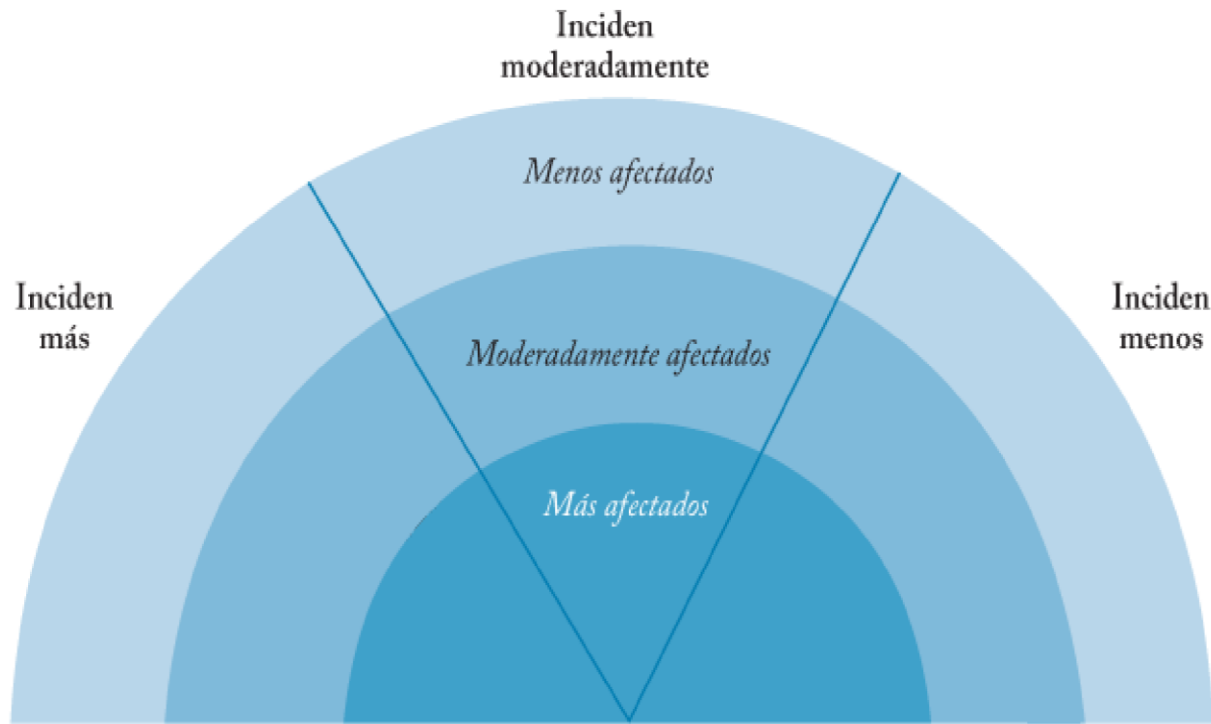 Inciden
moderadamente
Menos afectados
Inciden
más
Inciden
menos
Moderadamente afectados
Más afectados